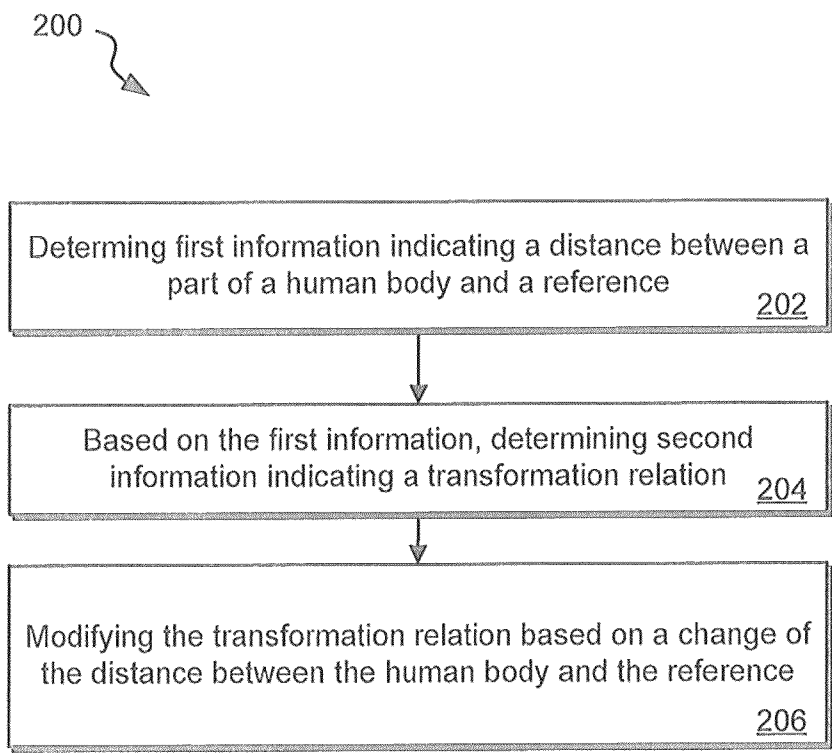 200
Determing first information indicating a distance between a
part of a human body and a reference
202
Based on the first information, determining second
information indicating a transformation relation
204
Modifying the transformation relation based on a change of
the distance between the human body and the reference
206